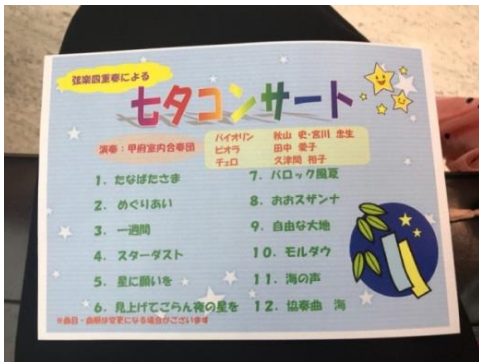 弦楽四重奏による
七夕コンサート
演奏：甲府室内合奏団
バイオリン 秋山 史・宮川 忠生
ビオラ 田中 愛子
チェロ 久津間 裕子
1．たなばたさま
2．めぐりあい
3．一週間
4．スターダスト
5．星に願いを
6．見上げてごらん夜の星を
7．バロック風夏
8．おおスザンナ
9．自由な大地
10．モルダウ
11．海の声
12．協奏曲 海
※曲目・曲順は変更になる場合がございます